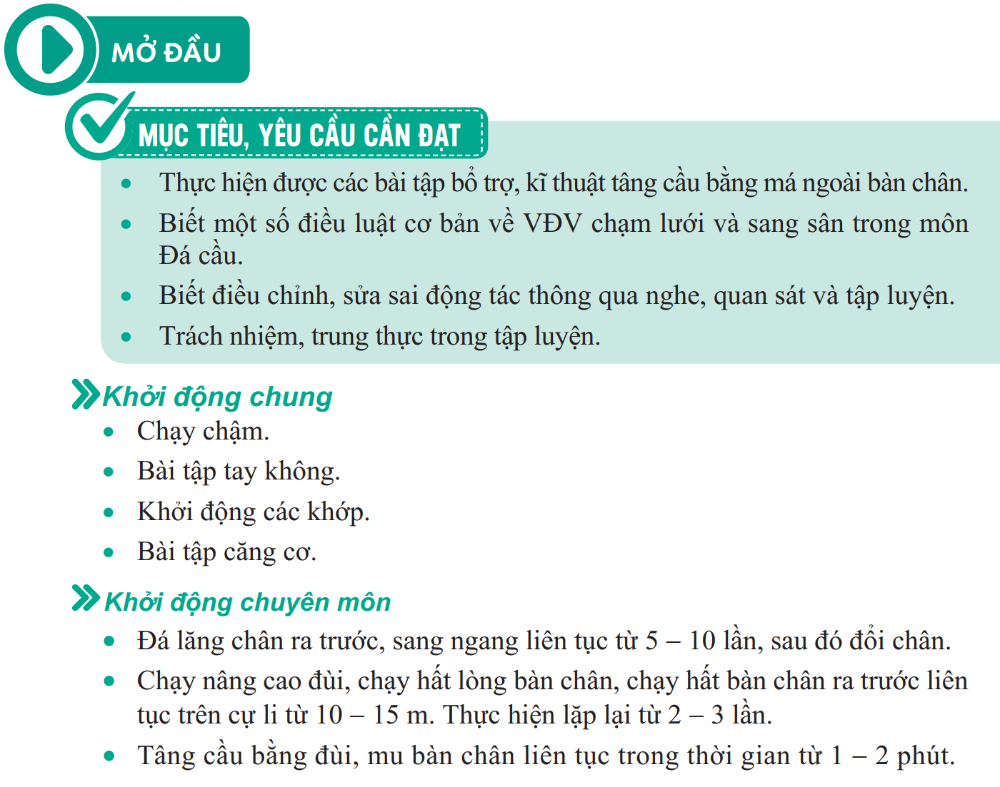 MỞ ĐẦU
MỤC TIÊU, YÊU CẦU CẦN ĐẠT
• Thực hiện được các bài tập bổ trợ, kĩ thuật tâng cầu bằng má ngoài bàn chân.
• Biết một số điều luật cơ bản về VĐV chạm lưới và sang sân trong môn
Đá cầu.
• Biết điều chỉnh, sửa sai động tác thông qua nghe, quan sát và tập luyện.
• Trách nhiệm, trung thực trong tập luyện.
Khởi động chung
• Chạy chậm.
• Bài tập tay không.
• Khởi động các khớp.
• Bài tập căng cơ.
Khởi động chuyên môn
• Đá lăng chân ra trước, sang ngang liên tục từ 5 – 10 lần, sau đó đổi chân.
• Chạy nâng cao đùi, chạy hất lòng bàn chân, chạy hất bàn chân ra trước liên
tục trên cự li từ 10 – 15 m. Thực hiện lặp lại từ 2 – 3 lần.
• Tâng cầu bằng đùi, mu bàn chân liên tục trong thời gian từ 1 – 2 phút.